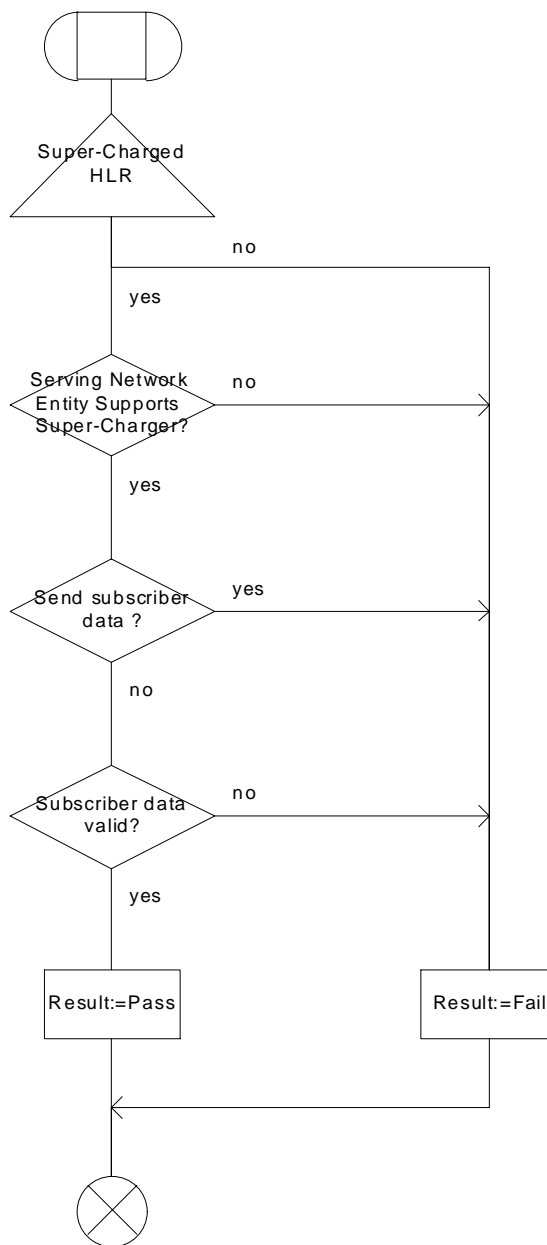 Super-Charged
HLR
no
yes
Serving Network
Entity Supports
Super-Charger?
no
yes
Send subscriber
data ?
yes
no
Subscriber data
valid?
no
yes
Result:=Pass
Result:=Fail